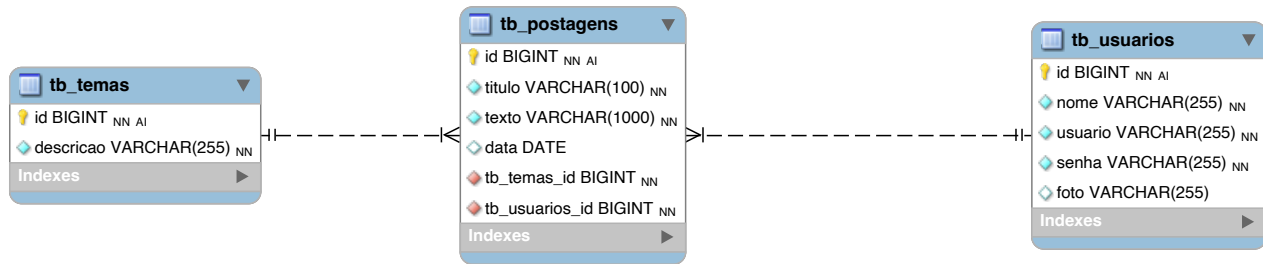 tb_temas
id BIGINT NN AI
descricao VARCHAR(255) NN
Indexes
tb_postagens
id BIGINT NN AI
titulo VARCHAR(100) NN
texto VARCHAR(1000) NN
data DATE
tb_temas_id BIGINT NN
tb_usuarios_id BIGINT NN
Indexes
tb_usuarios
id BIGINT NN AI
nome VARCHAR(255) NN
usuario VARCHAR(255) NN
senha VARCHAR(255) NN
foto VARCHAR(255)
Indexes